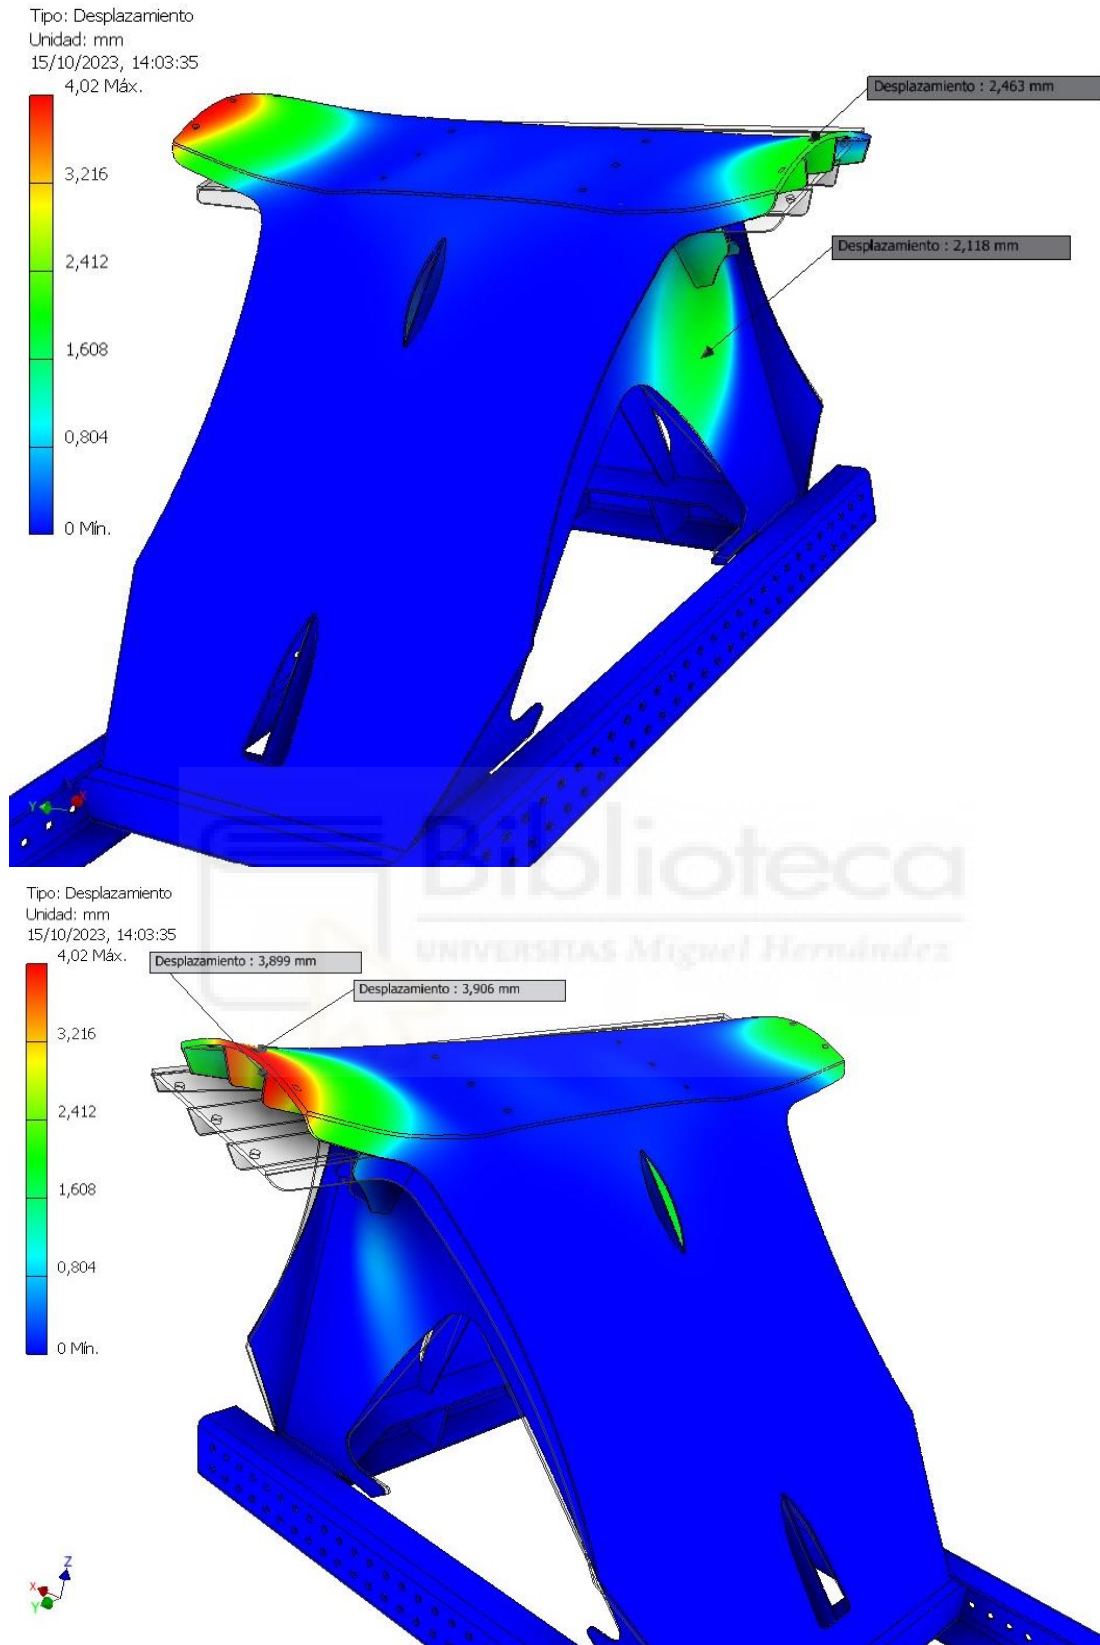 Tipo: Desplazamiento
Unidad: mm
15/10/2023, 14:03:35
4,02 Máx.
Desplazamiento : 2,463 mm
3,216
Desplazamiento : 2,118 mm
2,412
1,608
0,804
0 Mín.
Y
X
Biblioteca
UNIVERSITAS Miguel Hernández
Tipo: Desplazamiento
Unidad: mm
15/10/2023, 14:03:35
4,02 Máx.
Desplazamiento : 3,899 mm
Desplazamiento : 3,906 mm
3,216
2,412
1,608
0,804
0 Mín.
Z
X
Y